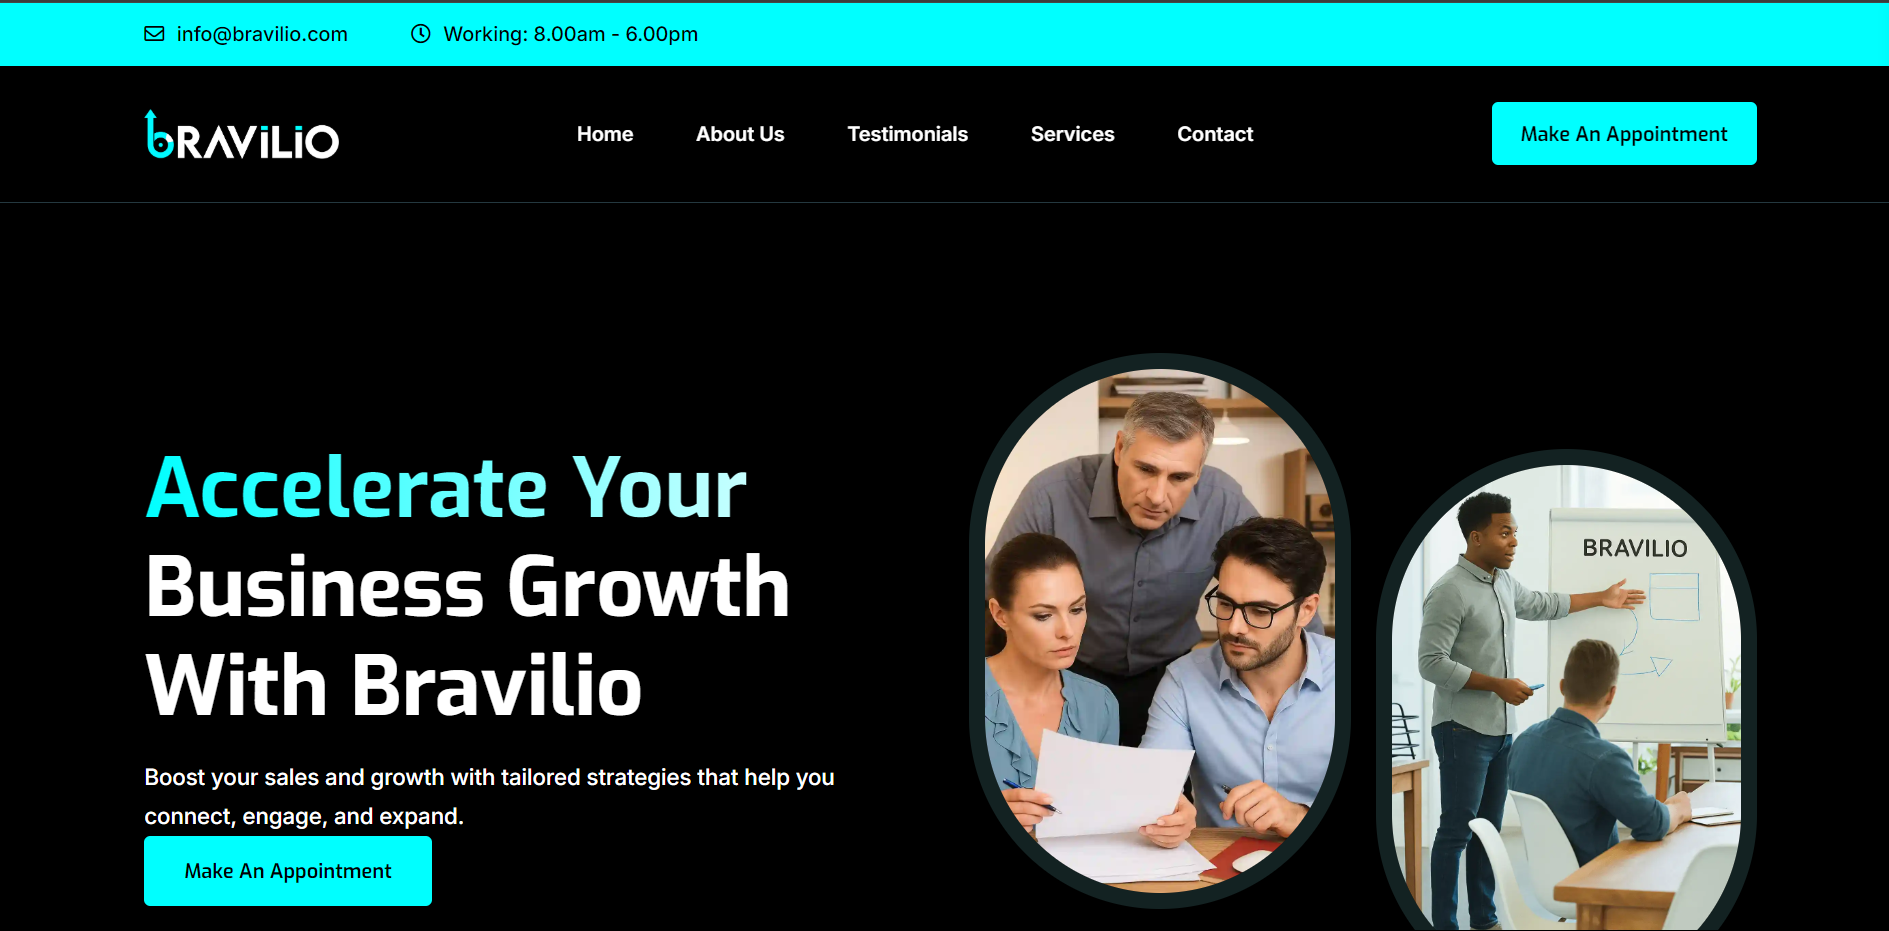 info@bravilio.com
Working: 8.00am - 6.00pm
bRAViLiO
Home
About Us
Testimonials
Services
Contact
Make An Appointment
Accelerate Your
Business Growth
With Bravilio
Boost your sales and growth with tailored strategies that help you
connect, engage, and expand.
Make An Appointment
BRAVILIO